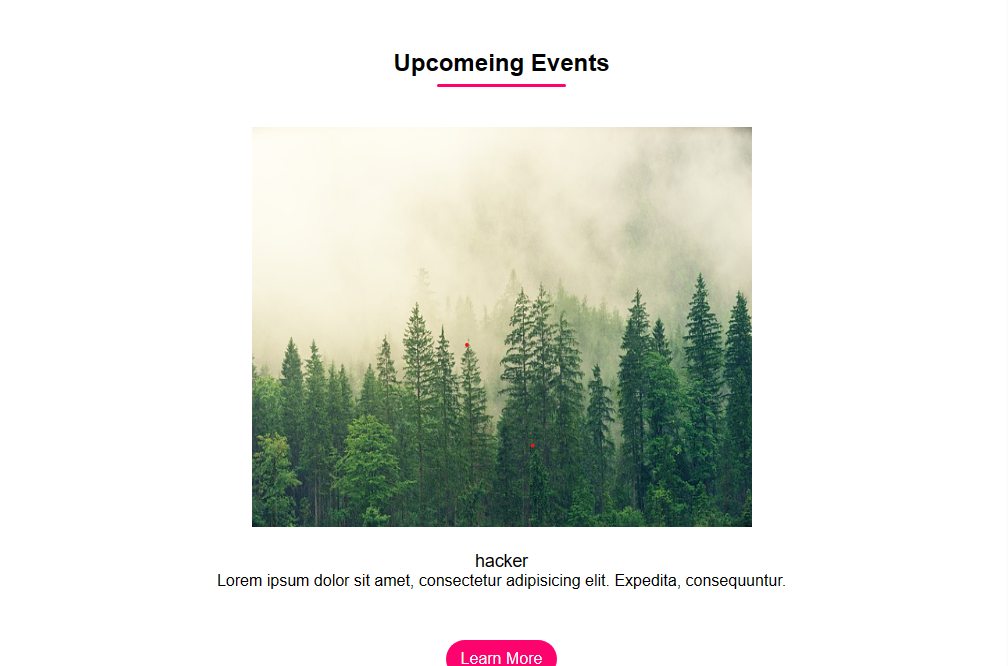 Upcomeing Events
hacker
Lorem ipsum dolor sit amet, consectetur adipisicing elit. Expedita, consequuntur.
Learn More